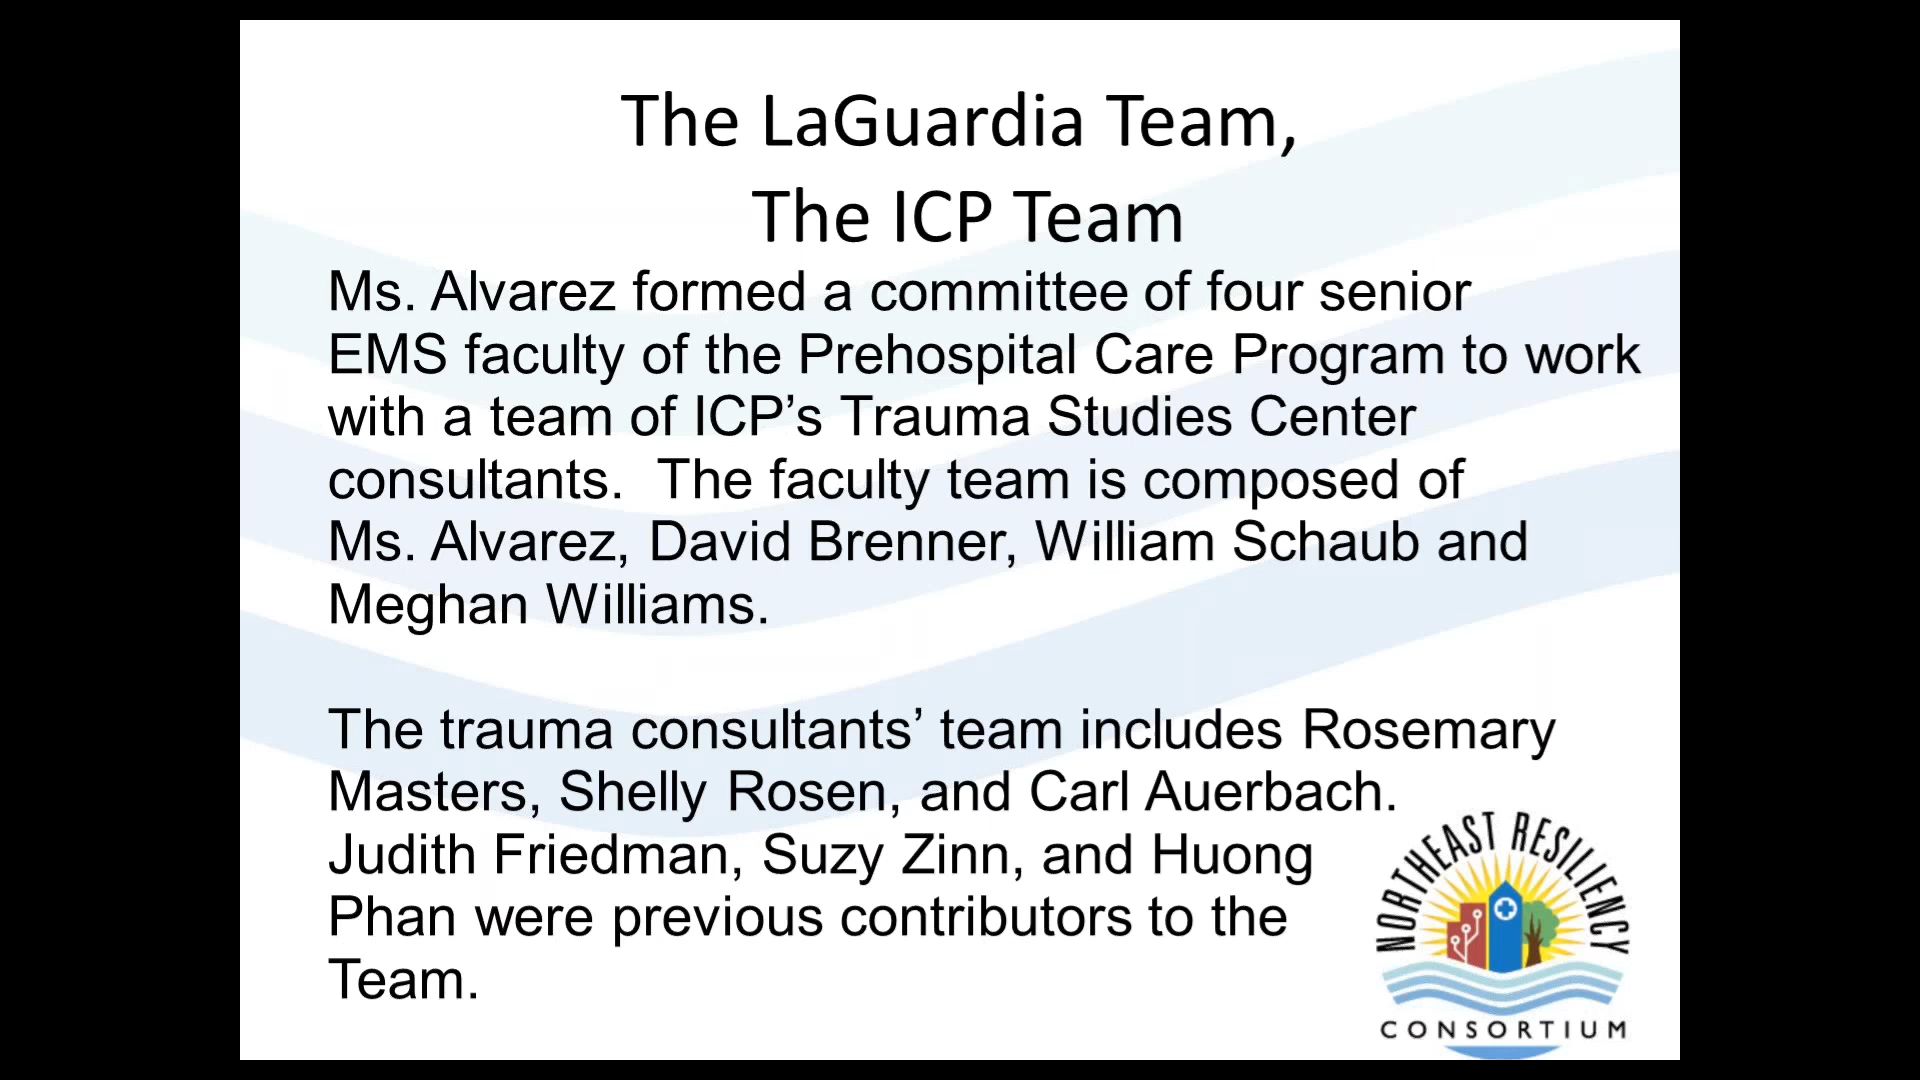 The LaGuardia Team,
The ICP Team
Ms. Alvarez formed a committee of four senior
EMS faculty of the Prehospital Care Program to work
with a team of ICP’s Trauma Studies Center
consultants.  The faculty team is composed of
Ms. Alvarez, David Brenner, William Schaub and
Meghan Williams.
The trauma consultants’ team includes Rosemary
Masters, Shelly Rosen, and Carl Auerbach.
Judith Friedman, Suzy Zinn, and Huong
Phan were previous contributors to the
Team.
NORTHEAST RESILIENCY
CONSORTIUM